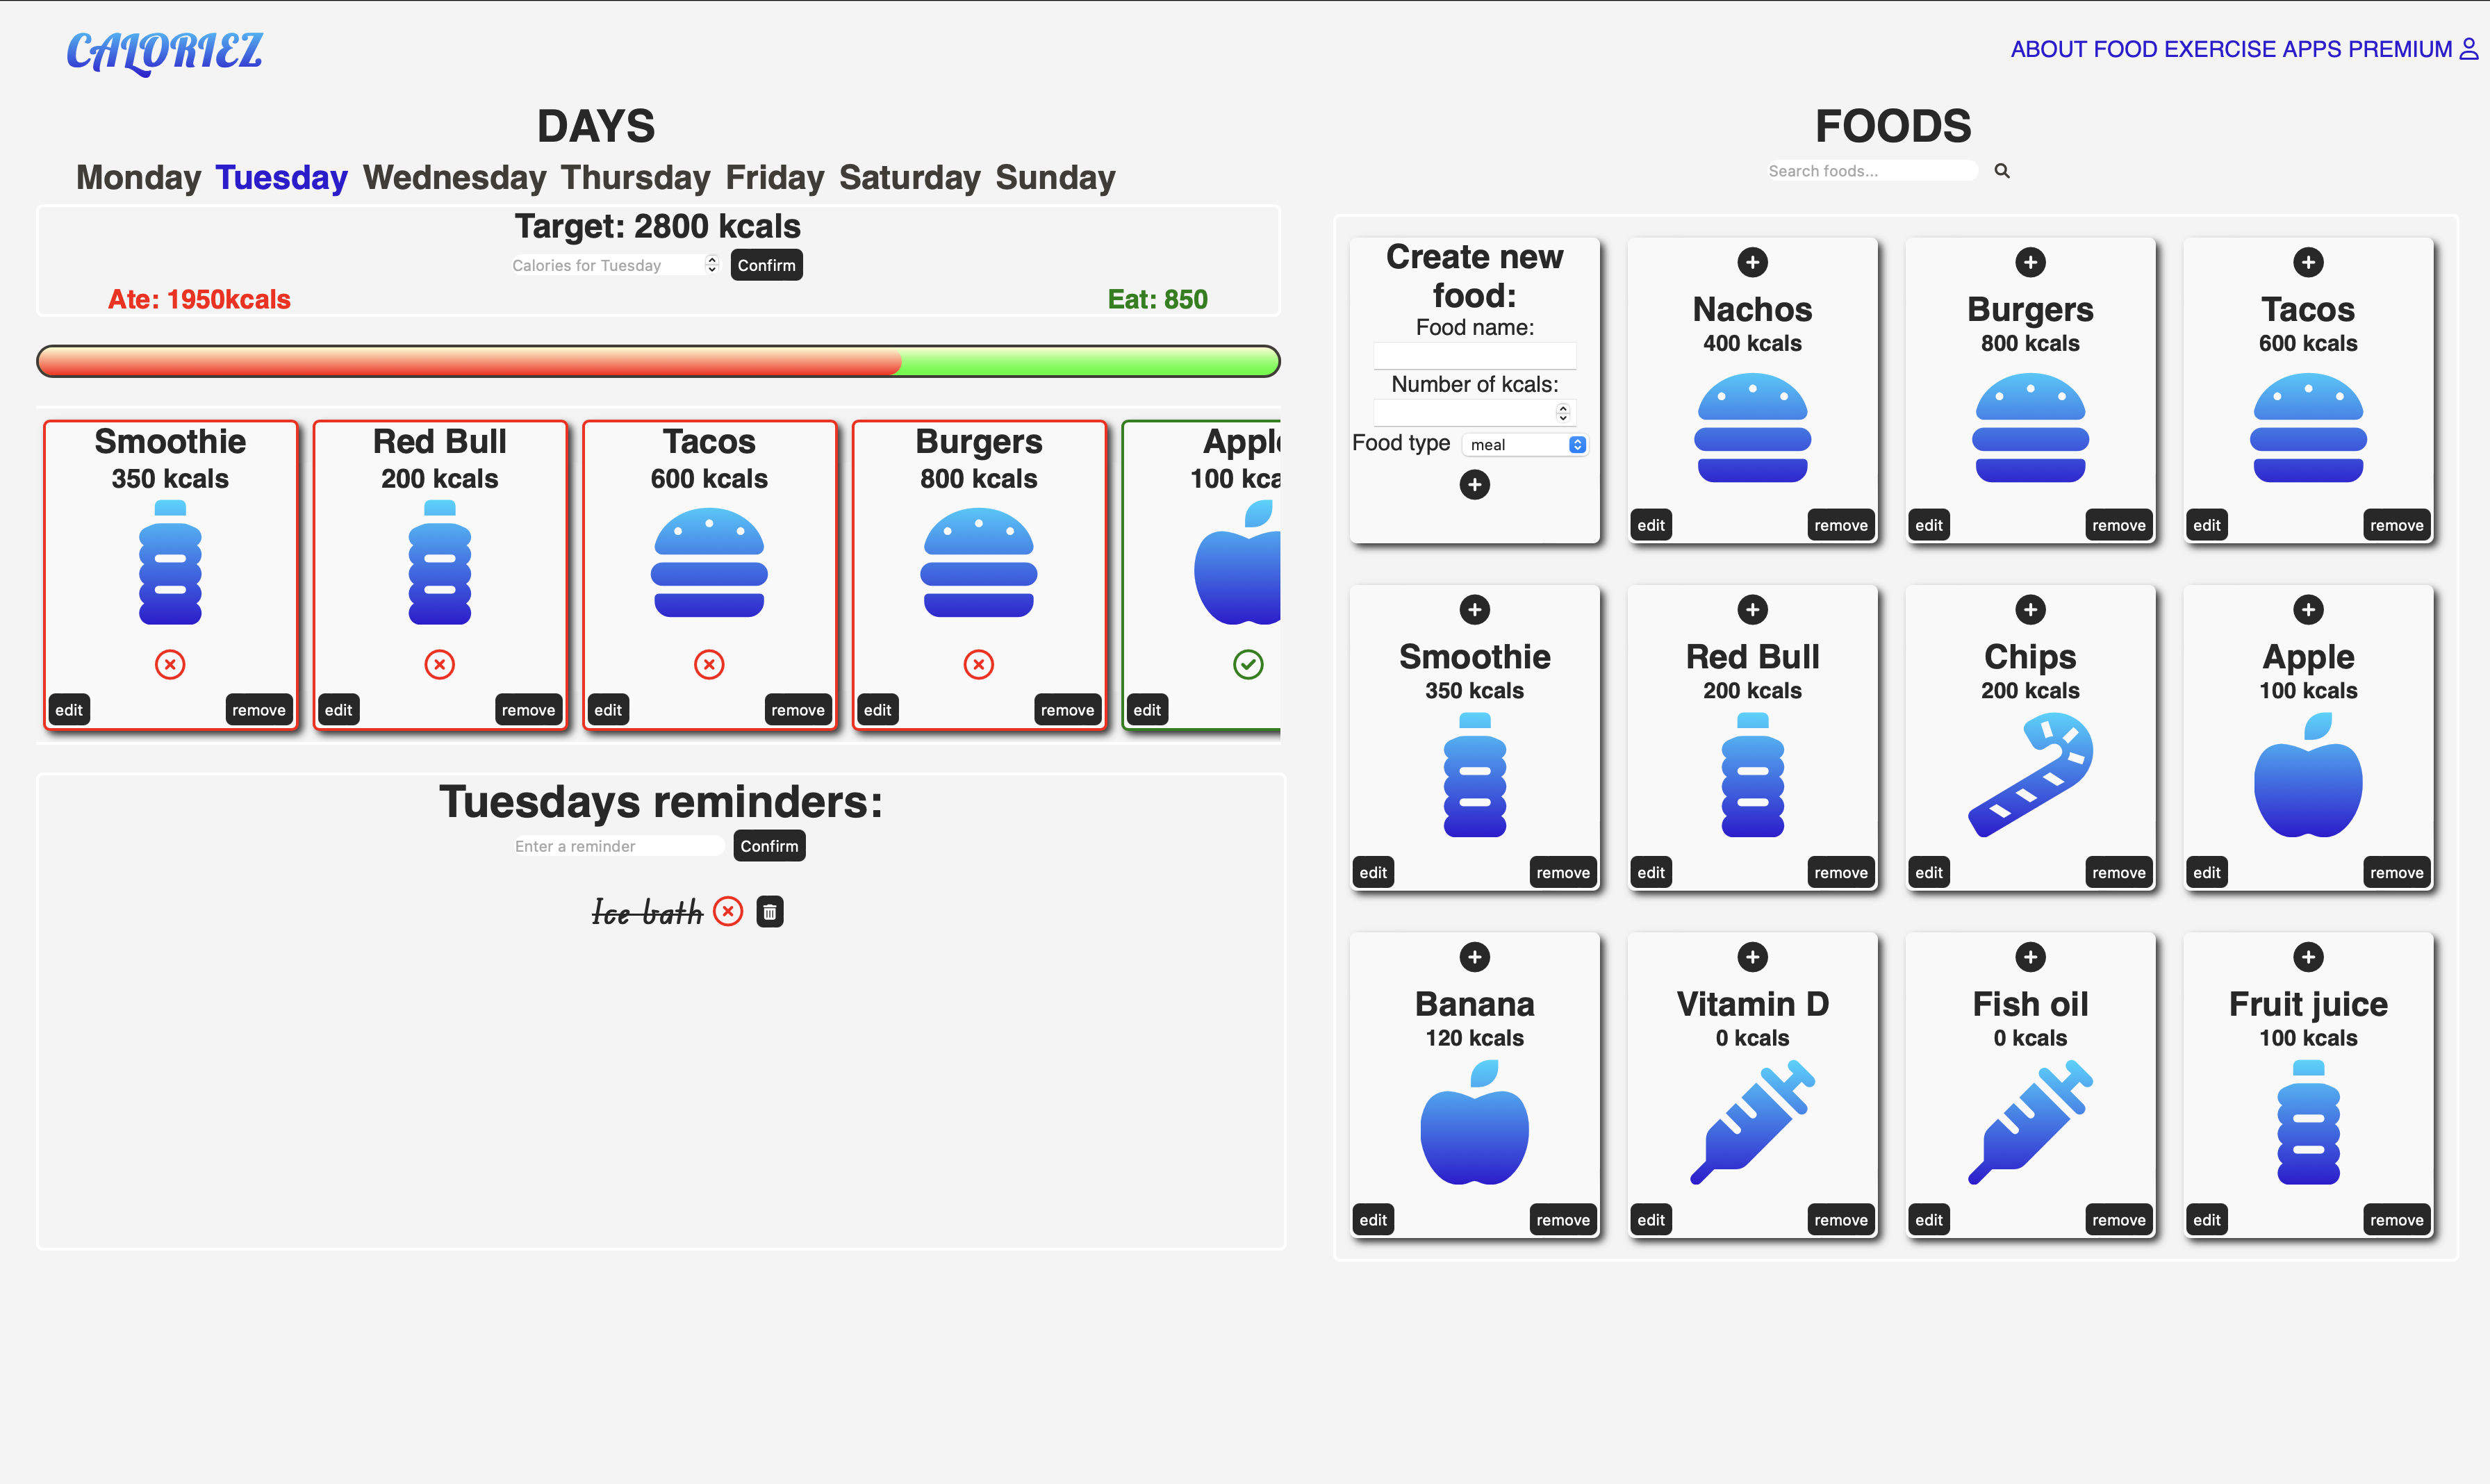 CALORIEZ
ABOUT FOOD EXERCISE APPS PREMIUM
DAYS
Monday Tuesday Wednesday Thursday Friday Saturday Sunday
Target: 2800 kcals
Calories for Tuesday Confirm
Ate: 1950kcals Eat: 850
Smoothie Red Bull Tacos Burgers Apple
350 kcals 200 kcals 600 kcals 800 kcals 100 kca
edit remove edit remove edit remove edit remove edit
Tuesdays reminders:
Enter a reminder Confirm
Ice bath
FOODS
Search foods...
Create new
food:
Food name:
Number of kcals:
Food type meal
Nachos Burgers Tacos
400 kcals 800 kcals 600 kcals
edit remove edit remove edit remove
Smoothie Red Bull Chips Apple
350 kcals 200 kcals 200 kcals 100 kcals
edit remove edit remove edit remove edit remove
Banana Vitamin D Fish oil Fruit juice
120 kcals 0 kcals 0 kcals 100 kcals
edit remove edit remove edit remove edit remove